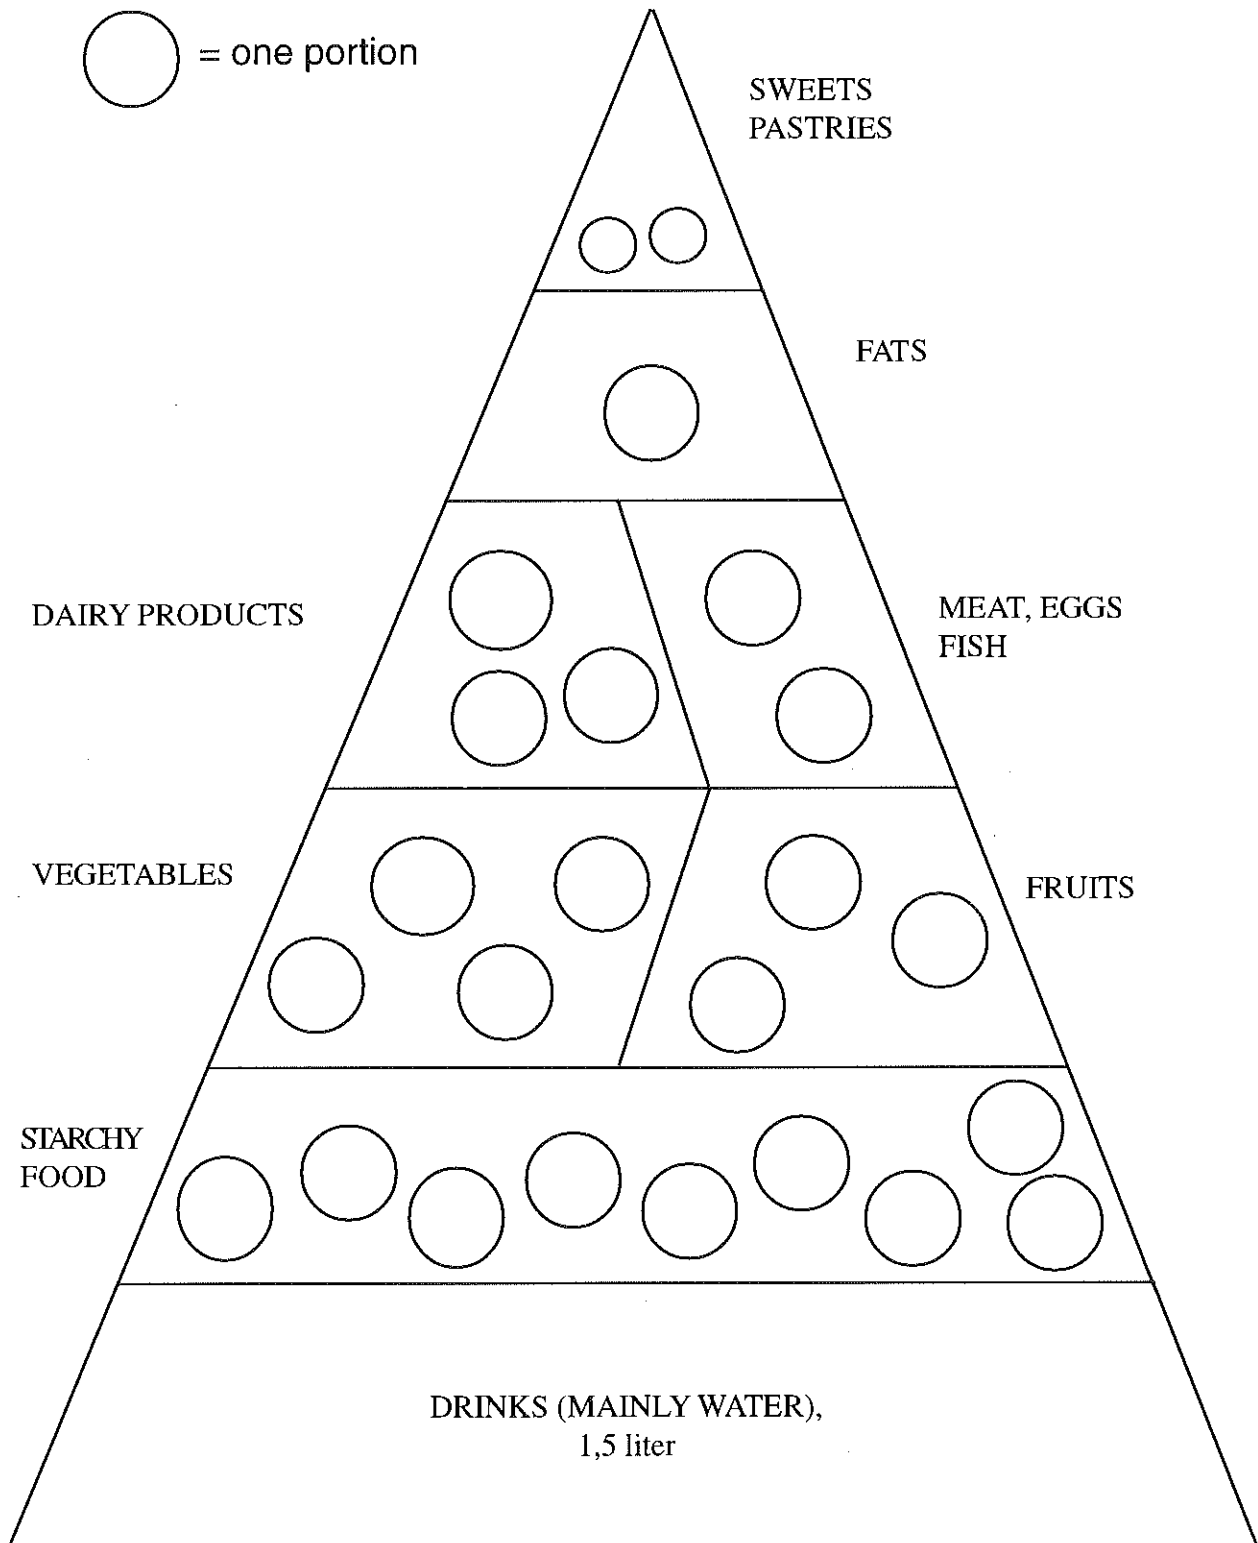 = one portion
SWEETS
PASTRIES
FATS
DAIRY PRODUCTS
MEAT, EGGS
FISH
VEGETABLES
FRUITS
STARCHY
FOOD
DRINKS (MAINLY WATER),
1,5 liter